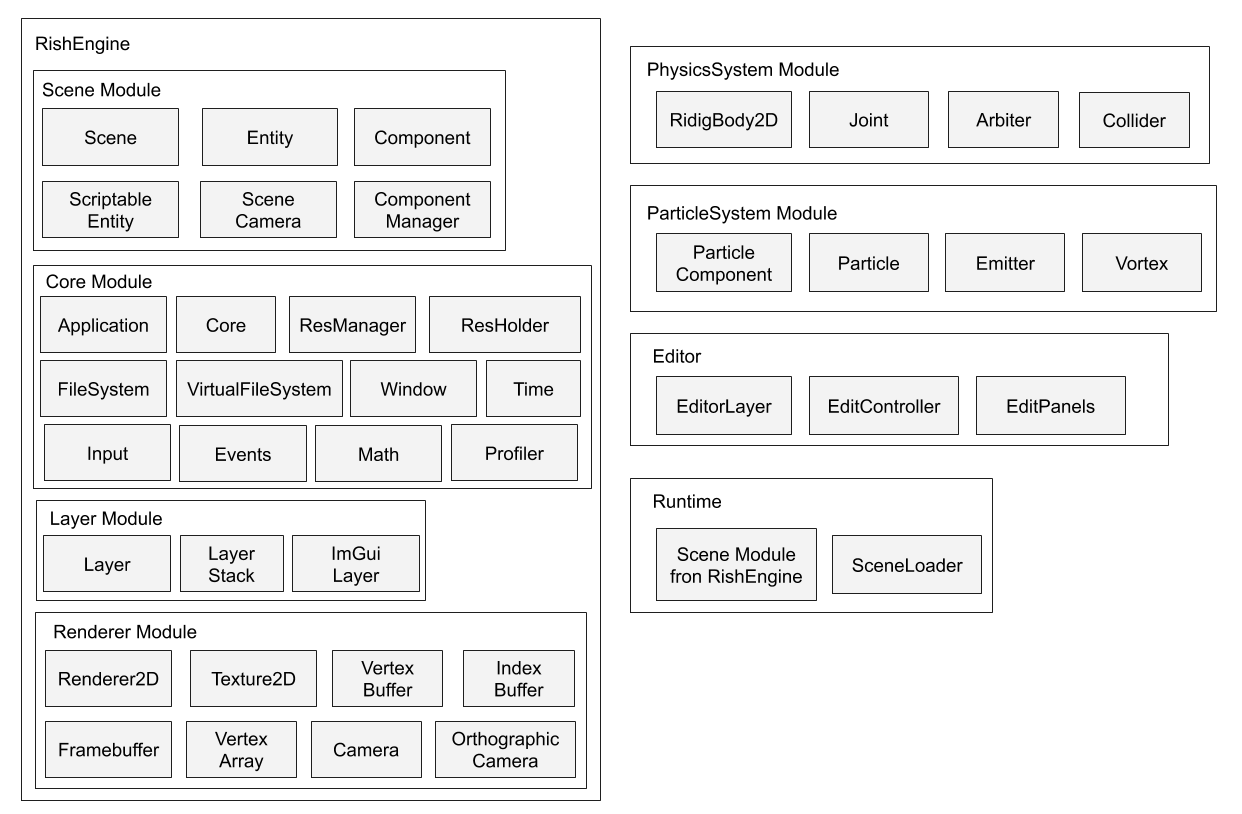 RishEngine
Scene Module
Scene
Entity
Component
Scriptable
Entity
Scene
Camera
Component
Manager
Core Module
Application
Core
ResManager
ResHolder
FileSystem
VirtualFileSystem
Window
Time
Input
Events
Math
Profiler
Layer Module
Layer
Layer
Stack
ImGui
Layer
Renderer Module
Renderer2D
Texture2D
Vertex
Buffer
Index
Buffer
Framebuffer
Vertex
Array
Camera
Orthographic
Camera
PhysicsSystem Module
RidigBody2D
Joint
Arbiter
Collider
ParticleSystem Module
Particle
Component
Particle
Emitter
Vortex
Editor
EditorLayer
EditController
EditPanels
Runtime
Scene Module
fron RishEngine
SceneLoader